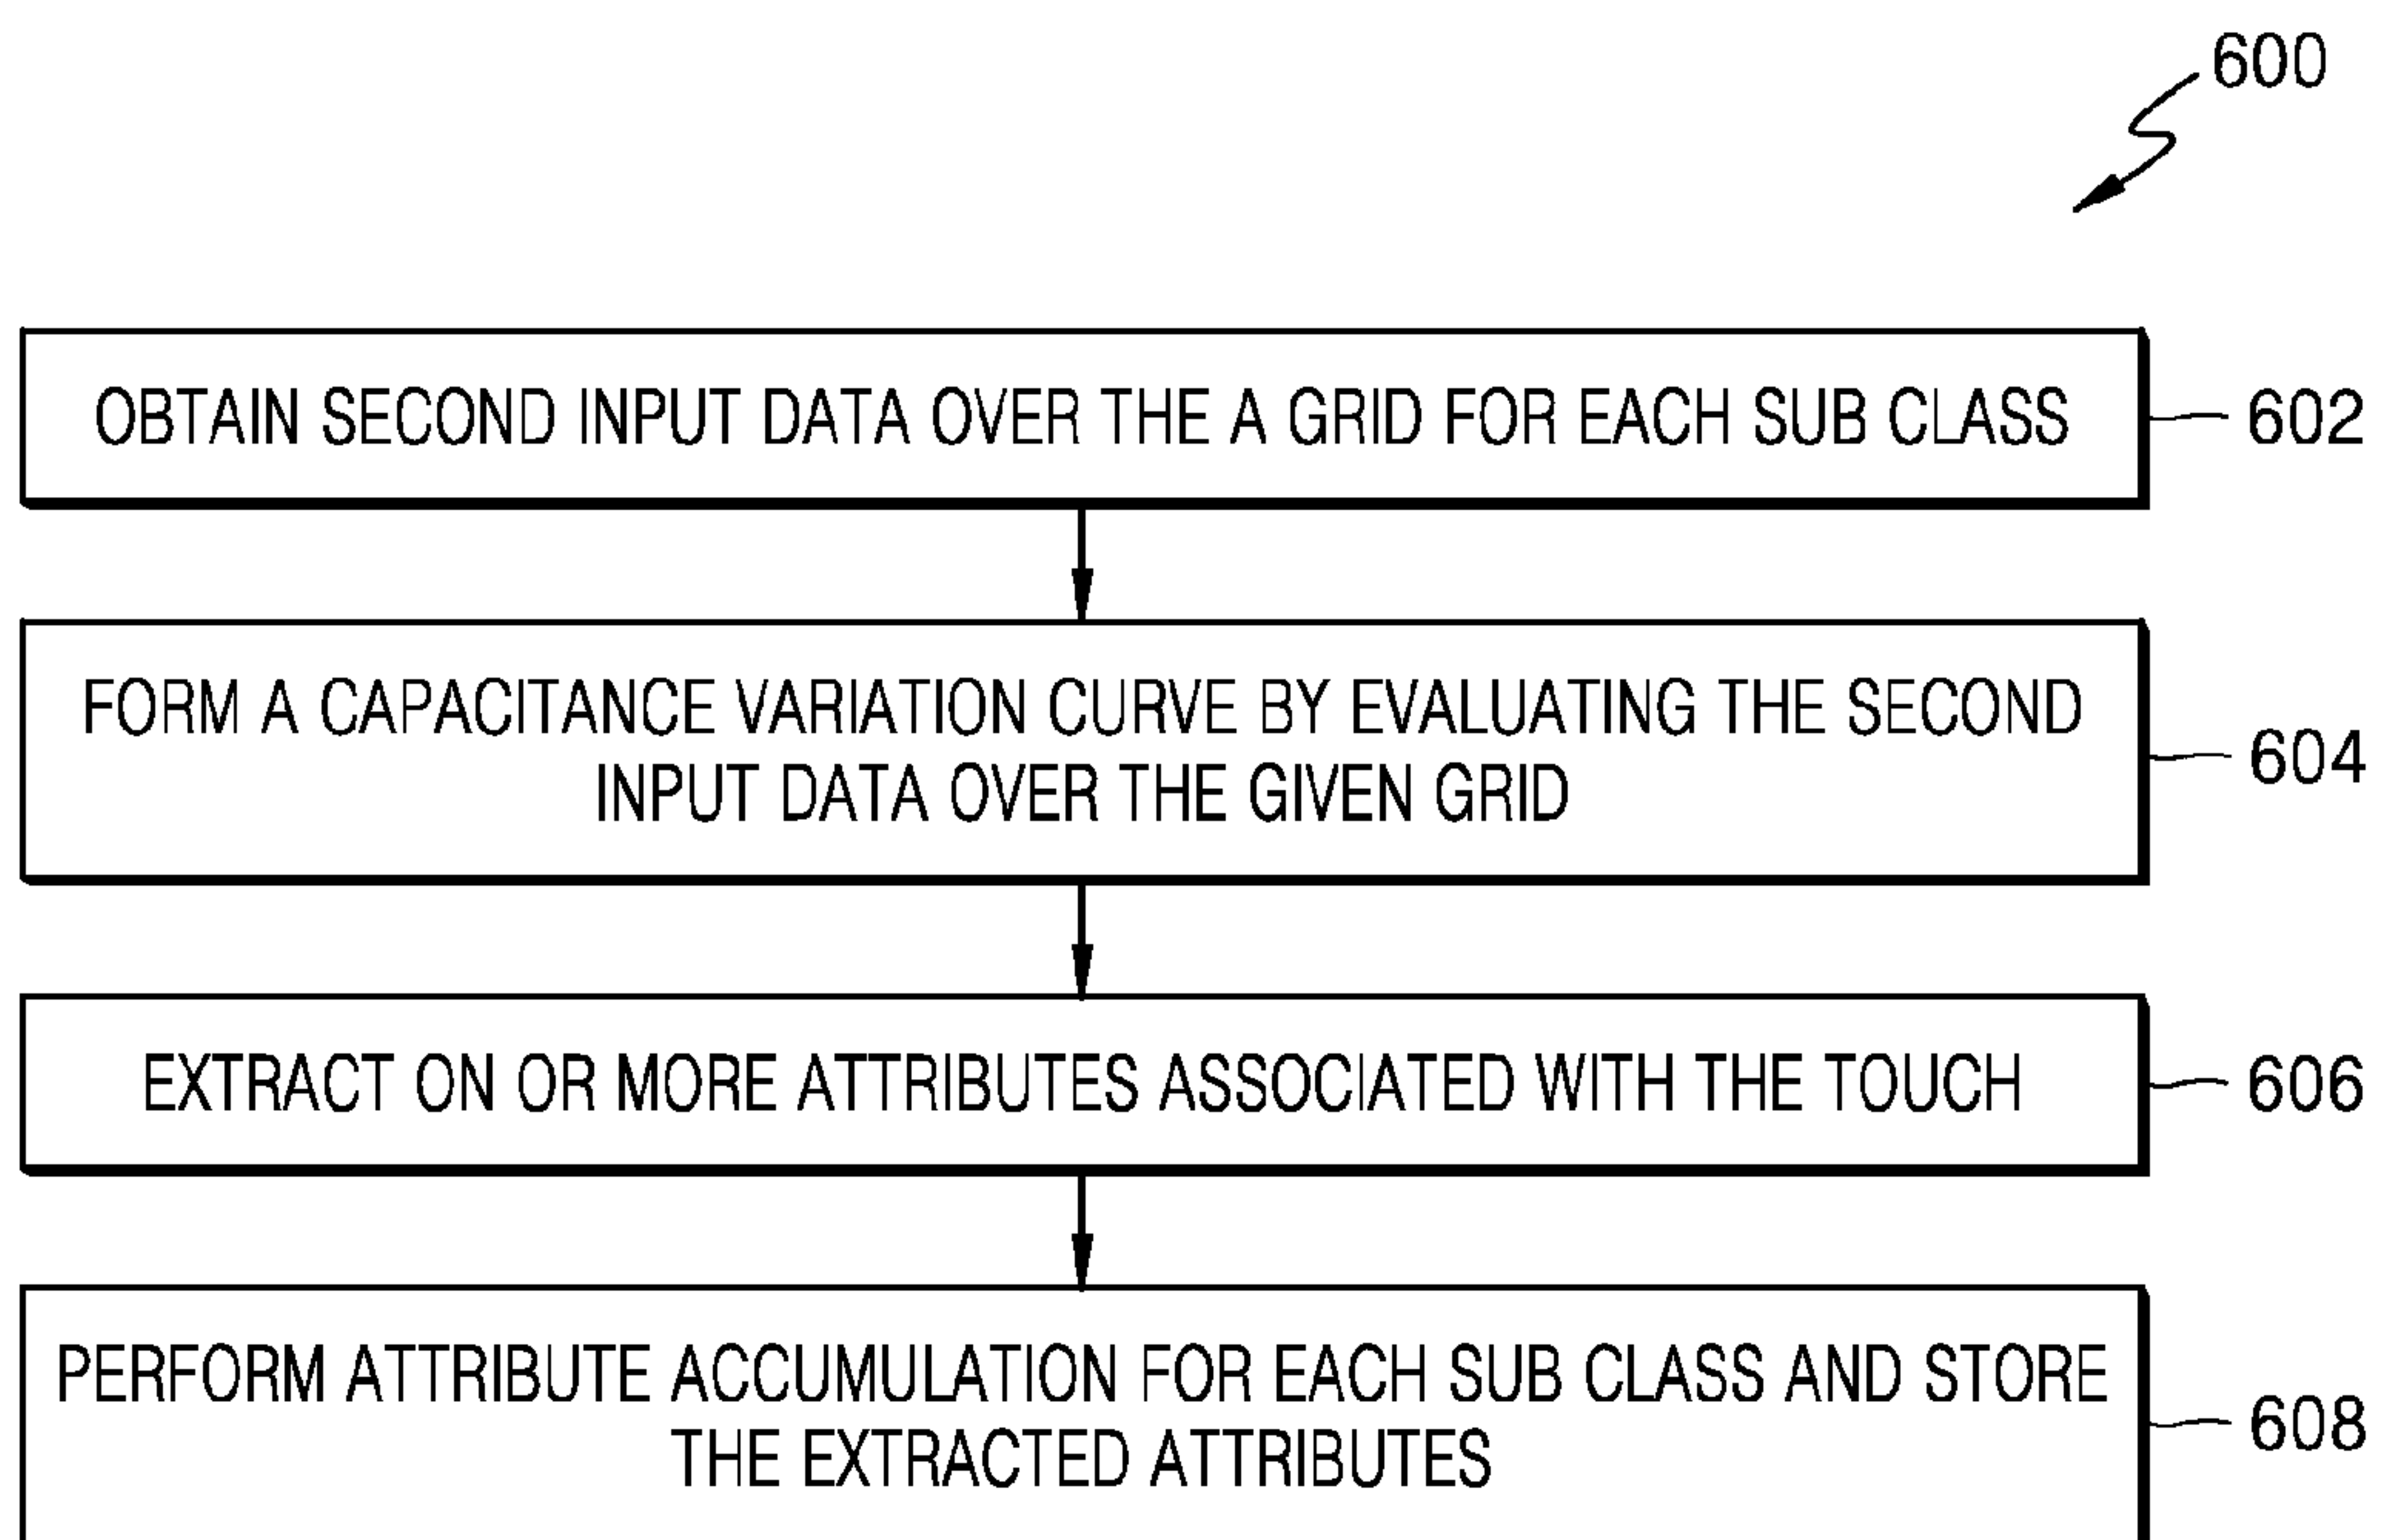 600
OBTAIN SECOND INPUT DATA OVER THE A GRID FOR EACH SUB CLASS
602
FORM A CAPACITANCE VARIATION CURVE BY EVALUATING THE SECOND
INPUT DATA OVER THE GIVEN GRID
604
EXTRACT ON OR MORE ATTRIBUTES ASSOCIATED WITH THE TOUCH
606
PERFORM ATTRIBUTE ACCUMULATION FOR EACH SUB CLASS AND STORE
THE EXTRACTED ATTRIBUTES
608